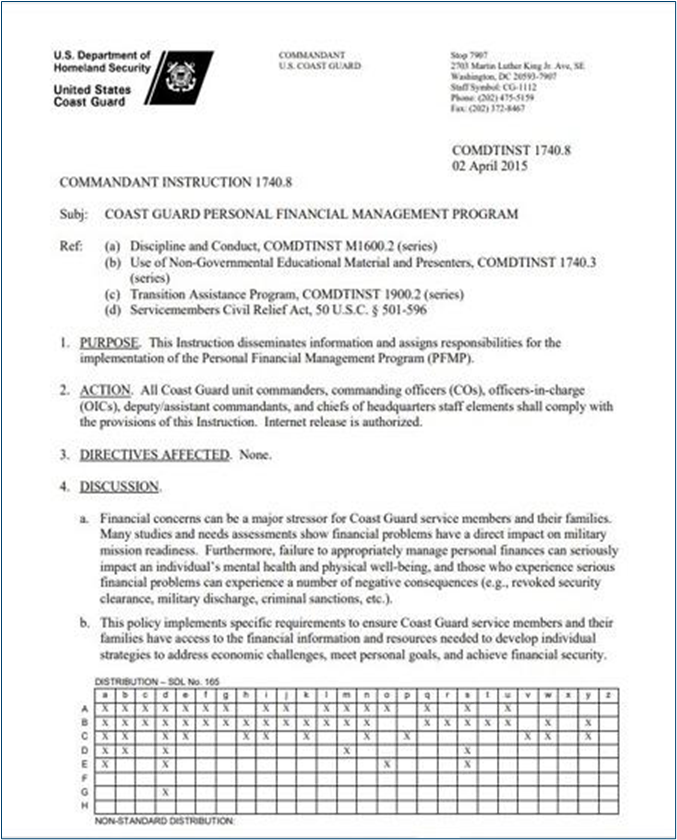 U.S. Department of
Homeland Security
United States
Coast Guard
COMMANDANT
U.S. COAST GUARD
Stop 7907
2703 Martin Luther King Jr. Ave, SE
Washington, DC 20593-7907
Staff Symbol: CG-1112
Phone: (202) 475-5159
Fax: (202) 372-8467
COMDTINST 1740.8
02 April 2015
COMMANDANT INSTRUCTION 1740.8
Subj: COAST GUARD PERSONAL FINANCIAL MANAGEMENT PROGRAM
Ref: (a) Discipline and Conduct, COMDTINST M1600.2 (series)
(b) Use of Non-Governmental Educational Material and Presenters, COMDTINST 1740.3
(series)
(c) Transition Assistance Program, COMDTINST 1900.2 (series)
(d) Servicemembers Civil Relief Act, 50 U.S.C. § 501-596
1. PURPOSE. This Instruction disseminates information and assigns responsibilities for the
implementation of the Personal Financial Management Program (PFMP).
2. ACTION. All Coast Guard unit commanders, commanding officers (COs), officers-in-charge
(OICs), deputy/assistant commandants, and chiefs of headquarters staff elements shall comply with
the provisions of this Instruction. Internet release is authorized.
3. DIRECTIVES AFFECTED. None.
4. DISCUSSION.
a. Financial concerns can be a major stressor for Coast Guard service members and their families.
Many studies and needs assessments show financial problems have a direct impact on military
mission readiness. Furthermore, failure to appropriately manage personal finances can seriously
impact an individual's mental health and physical well-being, and those who experience serious
financial problems can experience a number of negative consequences (e.g., revoked security
clearance, military discharge, criminal sanctions, etc.).
b. This policy implements specific requirements to ensure Coast Guard service members and their
families have access to the financial information and resources needed to develop individual
strategies to address economic challenges, meet personal goals, and achieve financial security.
DISTRIBUTION – SDL No. 165
a b c d e f g h i j k l m n o p q r s t u v w x y z
A X X X X X X X X X X X X X X X X
B X X X X X X X X X X X X X X X X X X X X X
C X X X X X X X X X X X X
D X X X X X
E X X X X
F
G X
H
NON-STANDARD DISTRIBUTION: